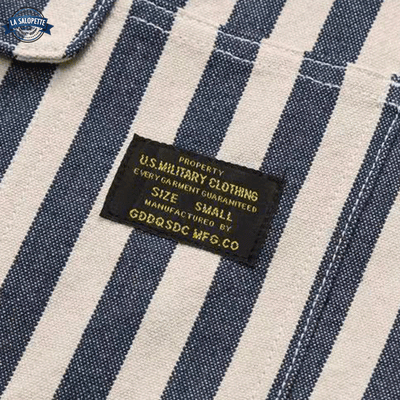 LA SALOPETTE
PROPERTY
U.S. MILITARY CLOTHING
EVERY GARMENT GUARANTEED
SIZE SMALL
MANUFACTURED BY
GDDQSDC MFG.CO